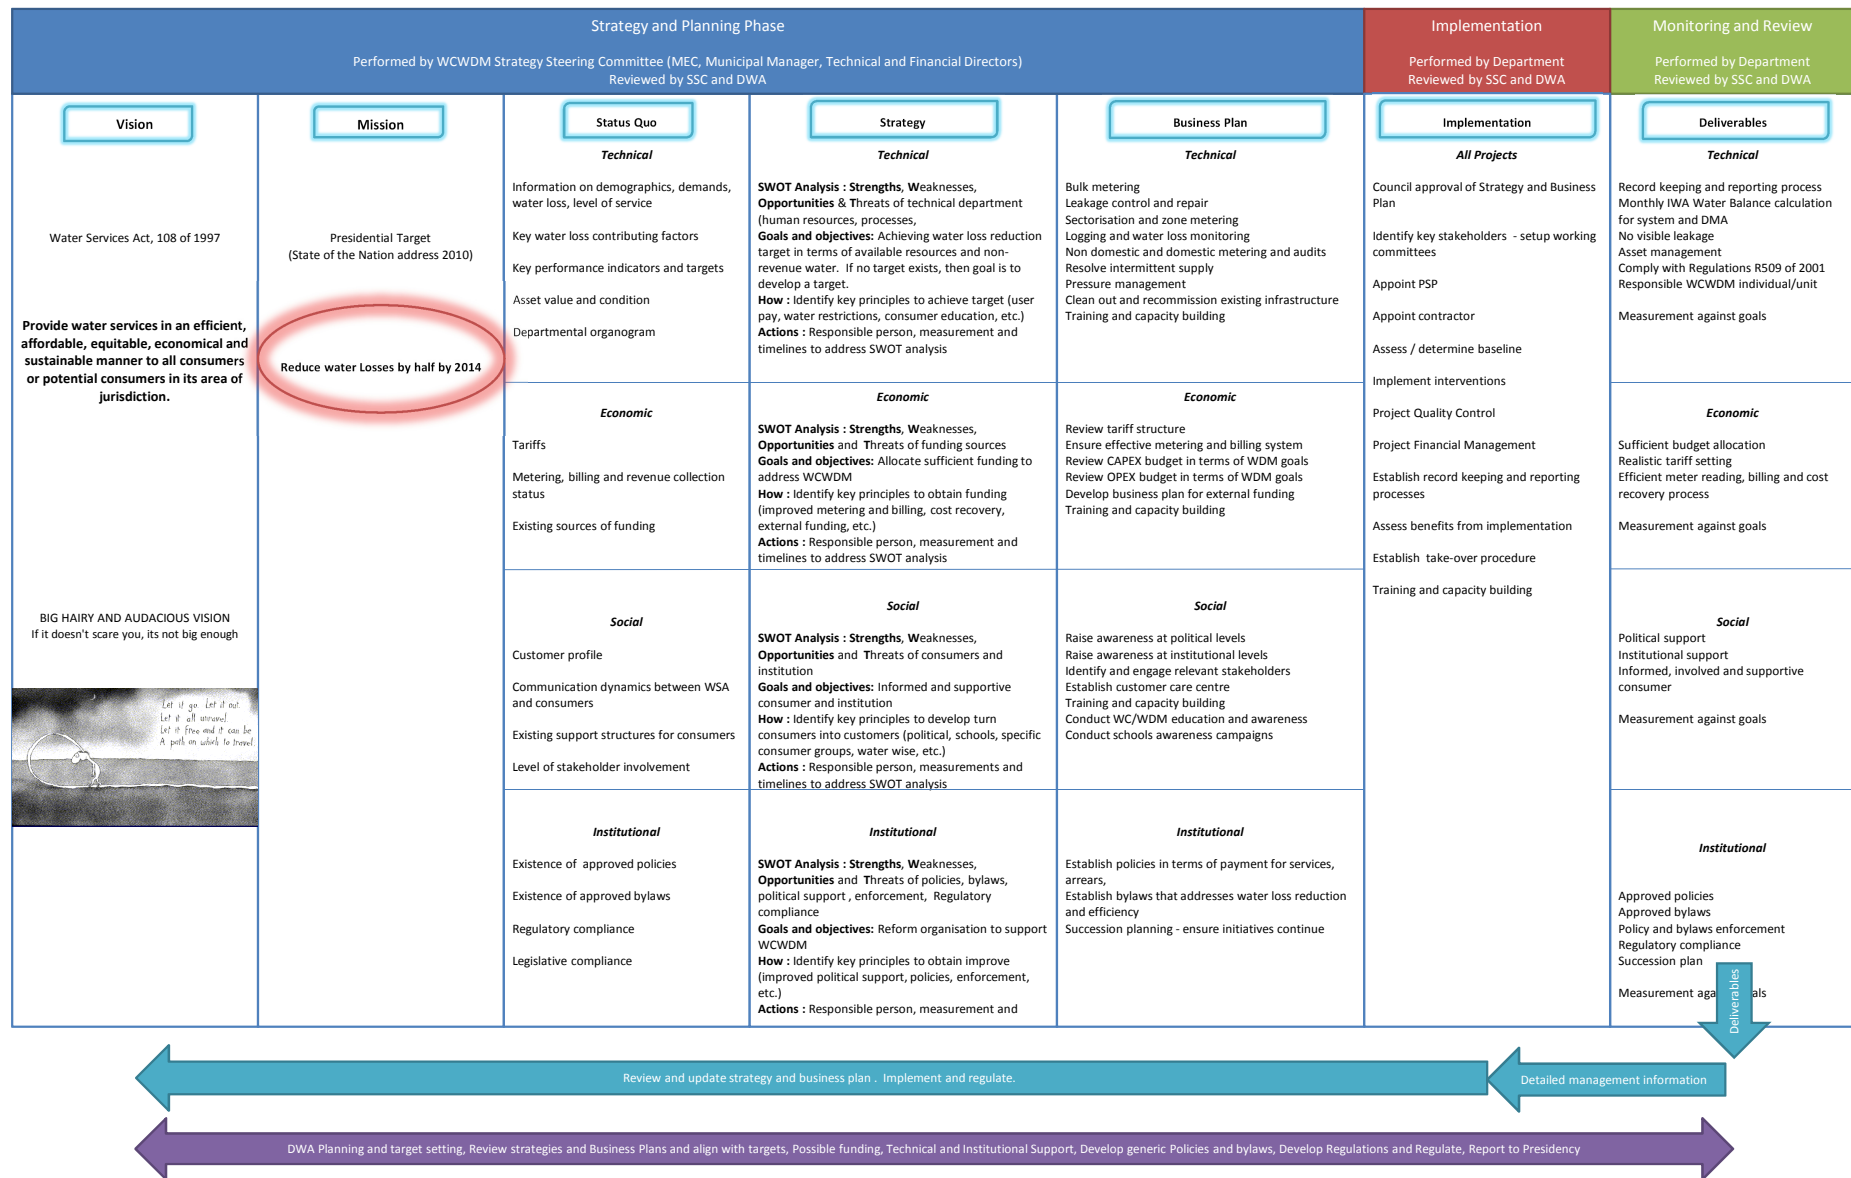 Strategy and Planning Phase
Performed by WCWDM Strategy Steering Committee (MEC, Municipal Manager, Technical and Financial Directors)
Reviewed by SSC and DWA
Implementation
Performed by Department
Reviewed by SSC and DWA
Monitoring and Review
Performed by Department
Reviewed by SSC and DWA
Vision
Water Services Act, 108 of 1997
Provide water services in an efficient,
affordable, equitable, economical and
sustainable manner to all consumers
or potential consumers in its area of
jurisdiction.
BIG HAIRY AND AUDACIOUS VISION
If it doesn't scare you, its not big enough
Let it go. Let it out.
Let it all unravel.
Let it free and it can be
A path on which to travel.
Mission
Presidential Target
(State of the Nation address 2010)
Reduce water Losses by half by 2014
Status Quo
Technical
Information on demographics, demands,
water loss, level of service
Key water loss contributing factors
Key performance indicators and targets
Asset value and condition
Departmental organogram
Economic
Tariffs
Metering, billing and revenue collection
status
Existing sources of funding
Social
Customer profile
Communication dynamics between WSA
and consumers
Existing support structures for consumers
Level of stakeholder involvement
Institutional
Existence of  approved policies
Existence of approved bylaws
Regulatory compliance
Legislative compliance
Strategy
Technical
SWOT Analysis : Strengths, Weaknesses,
Opportunities & Threats of technical department
(human resources, processes,
Goals and objectives: Achieving water loss reduction
target in terms of available resources and non-
revenue water.  If no target exists, then goal is to
develop a target.
How : Identify key principles to achieve target (user
pay, water restrictions, consumer education, etc.)
Actions : Responsible person, measurement and
timelines to address SWOT analysis
Economic
SWOT Analysis : Strengths, Weaknesses,
Opportunities and  Threats of funding sources
Goals and objectives: Allocate sufficient funding to
address WCWDM
How : Identify key principles to obtain funding
(improved metering and billing, cost recovery,
external funding, etc.)
Actions : Responsible person, measurement and
timelines to address SWOT analysis
Social
SWOT Analysis : Strengths, Weaknesses,
Opportunities and  Threats of consumers and
institution
Goals and objectives: Informed and supportive
consumer and institution
How : Identify key principles to develop turn
consumers into customers (political, schools, specific
consumer groups, water wise, etc.)
Actions : Responsible person, measurements and
timelines to address SWOT analysis
Institutional
SWOT Analysis : Strengths, Weaknesses,
Opportunities and  Threats of policies, bylaws,
political support , enforcement,  Regulatory
compliance
Goals and objectives: Reform organisation to support
WCWDM
How : Identify key principles to obtain improve
(improved political support, policies, enforcement,
etc.)
Actions : Responsible person, measurement and
Business Plan
Technical
Bulk metering
Leakage control and repair
Sectorisation and zone metering
Logging and water loss monitoring
Non domestic and domestic metering and audits
Resolve intermittent supply
Pressure management
Clean out and recommission existing infrastructure
Training and capacity building
Economic
Review tariff structure
Ensure effective metering and billing system
Review CAPEX budget in terms of WDM goals
Review OPEX budget in terms of WDM goals
Develop business plan for external funding
Training and capacity building
Social
Raise awareness at political levels
Raise awareness at institutional levels
Identify and engage relevant stakeholders
Establish customer care centre
Training and capacity building
Conduct WC/WDM education and awareness
Conduct schools awareness campaigns
Institutional
Establish policies in terms of payment for services,
arrears,
Establish bylaws that addresses water loss reduction
and efficiency
Succession planning - ensure initiatives continue
Implementation
All Projects
Council approval of Strategy and Business
Plan
Identify key stakeholders  - setup working
committees
Appoint PSP
Appoint contractor
Assess / determine baseline
Implement interventions
Project Quality Control
Project Financial Management
Establish record keeping and reporting
processes
Assess benefits from implementation
Establish  take-over procedure
Training and capacity building
Deliverables
Technical
Record keeping and reporting process
Monthly IWA Water Balance calculation
for system and DMA
No visible leakage
Asset management
Comply with Regulations R509 of 2001
Responsible WCWDM individual/unit
Measurement against goals
Economic
Sufficient budget allocation
Realistic tariff setting
Efficient meter reading, billing and cost
recovery process
Measurement against goals
Social
Political support
Institutional support
Informed, involved and supportive
consumer
Measurement against goals
Institutional
Approved policies
Approved bylaws
Policy and bylaws enforcement
Regulatory compliance
Succession plan
Measurement aga als
Deliverables
Review and update strategy and business plan .  Implement and regulate.
Detailed management information
DWA Planning and target setting, Review strategies and Business Plans and align with targets, Possible funding, Technical and Institutional Support, Develop generic Policies and bylaws, Develop Regulations and Regulate, Report to Presidency